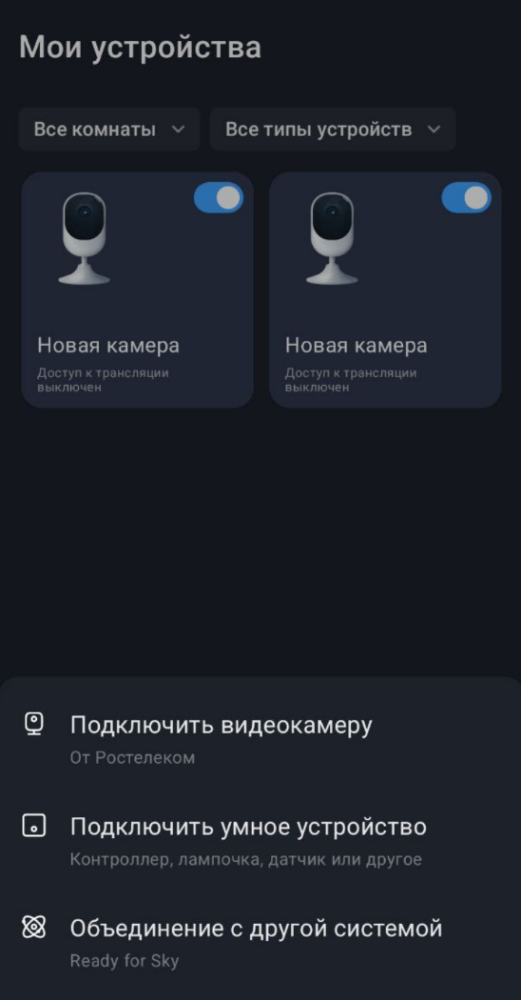 Мои устройства
Все комнаты
Все типы устройств
Новая камера
Доступ к трансляции
выключен
Новая камера
Доступ к трансляции
выключен
Подключить видеокамеру
От Ростелеком
Подключить умное устройство
Контроллер, лампочка, датчик или другое
Объединение с другой системой
Ready for Sky